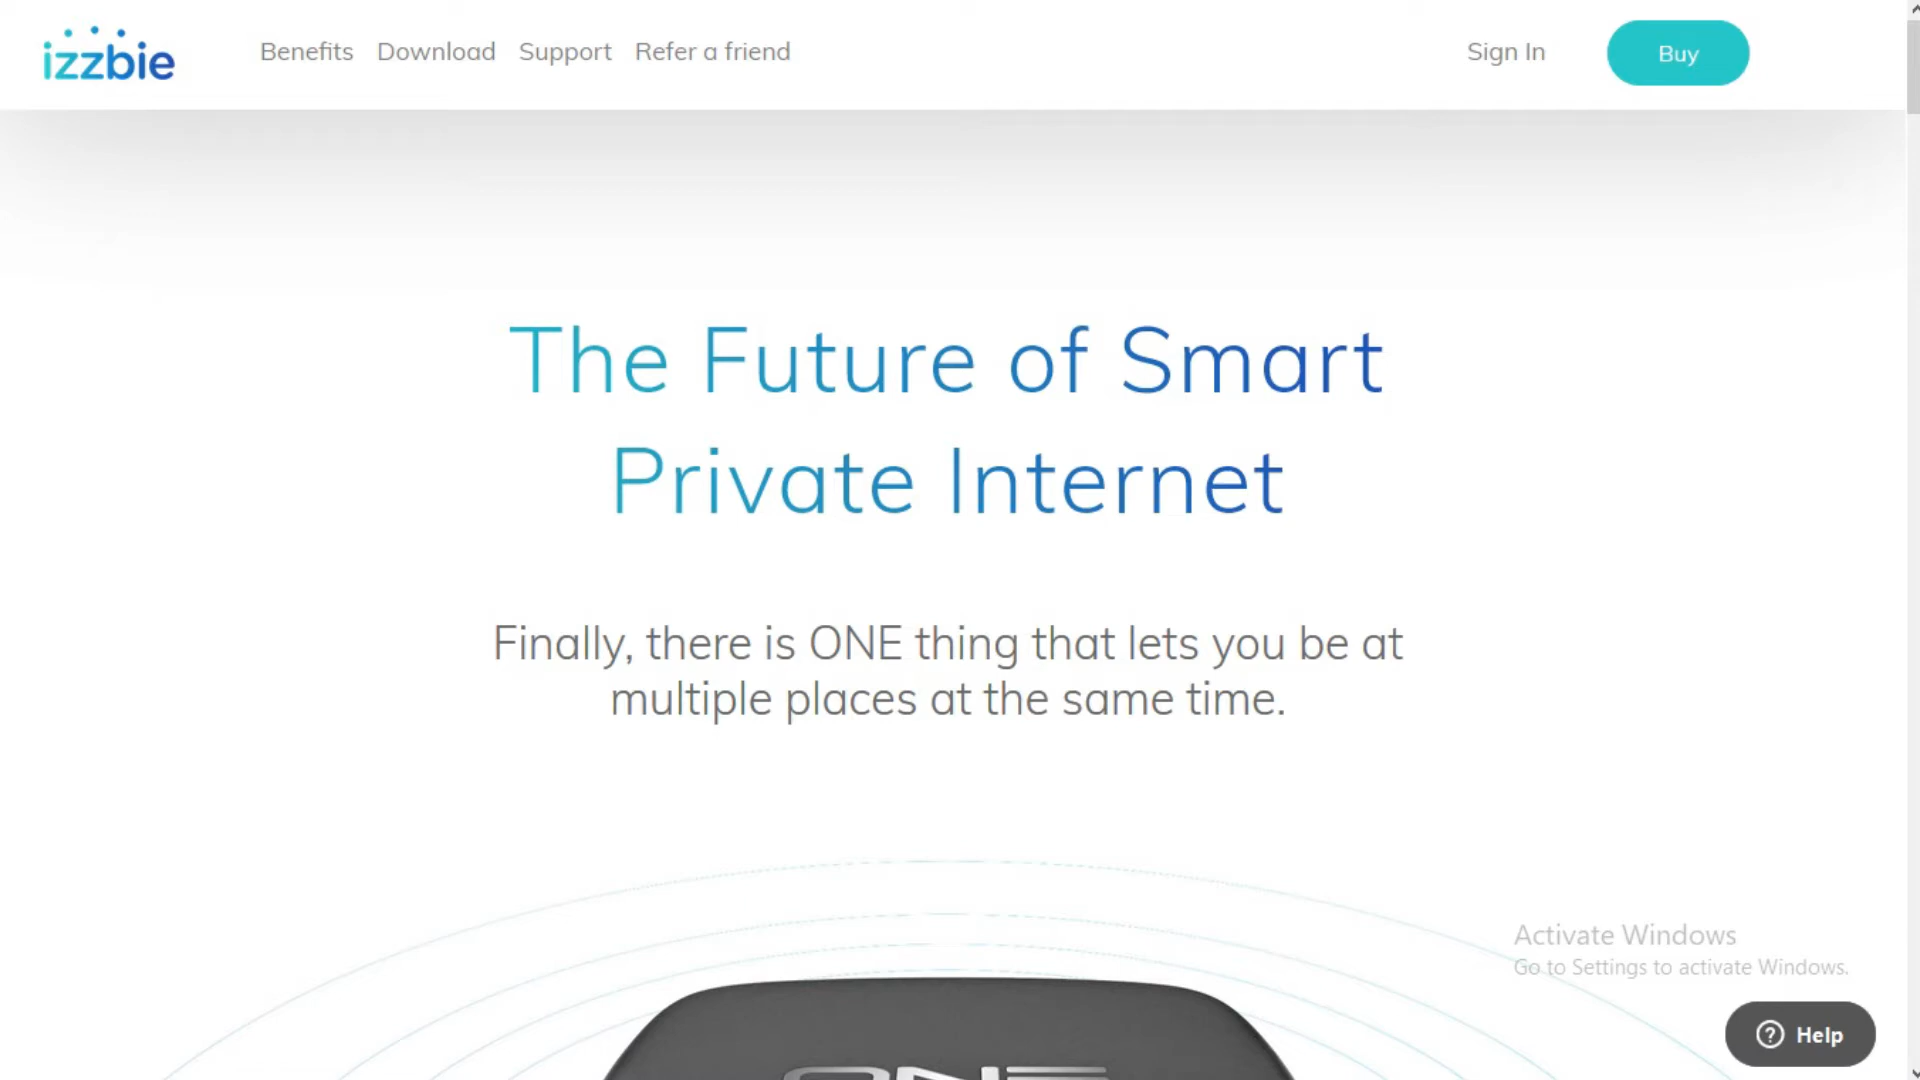 izzbie
Benefits Download Support Refer a friend
Sign In
Buy
The Future of Smart
Private Internet
Finally, there is ONE thing that lets you be at
multiple places at the same time.
Activate Windows
Go to Settings to activate Windows.
Help
ONE